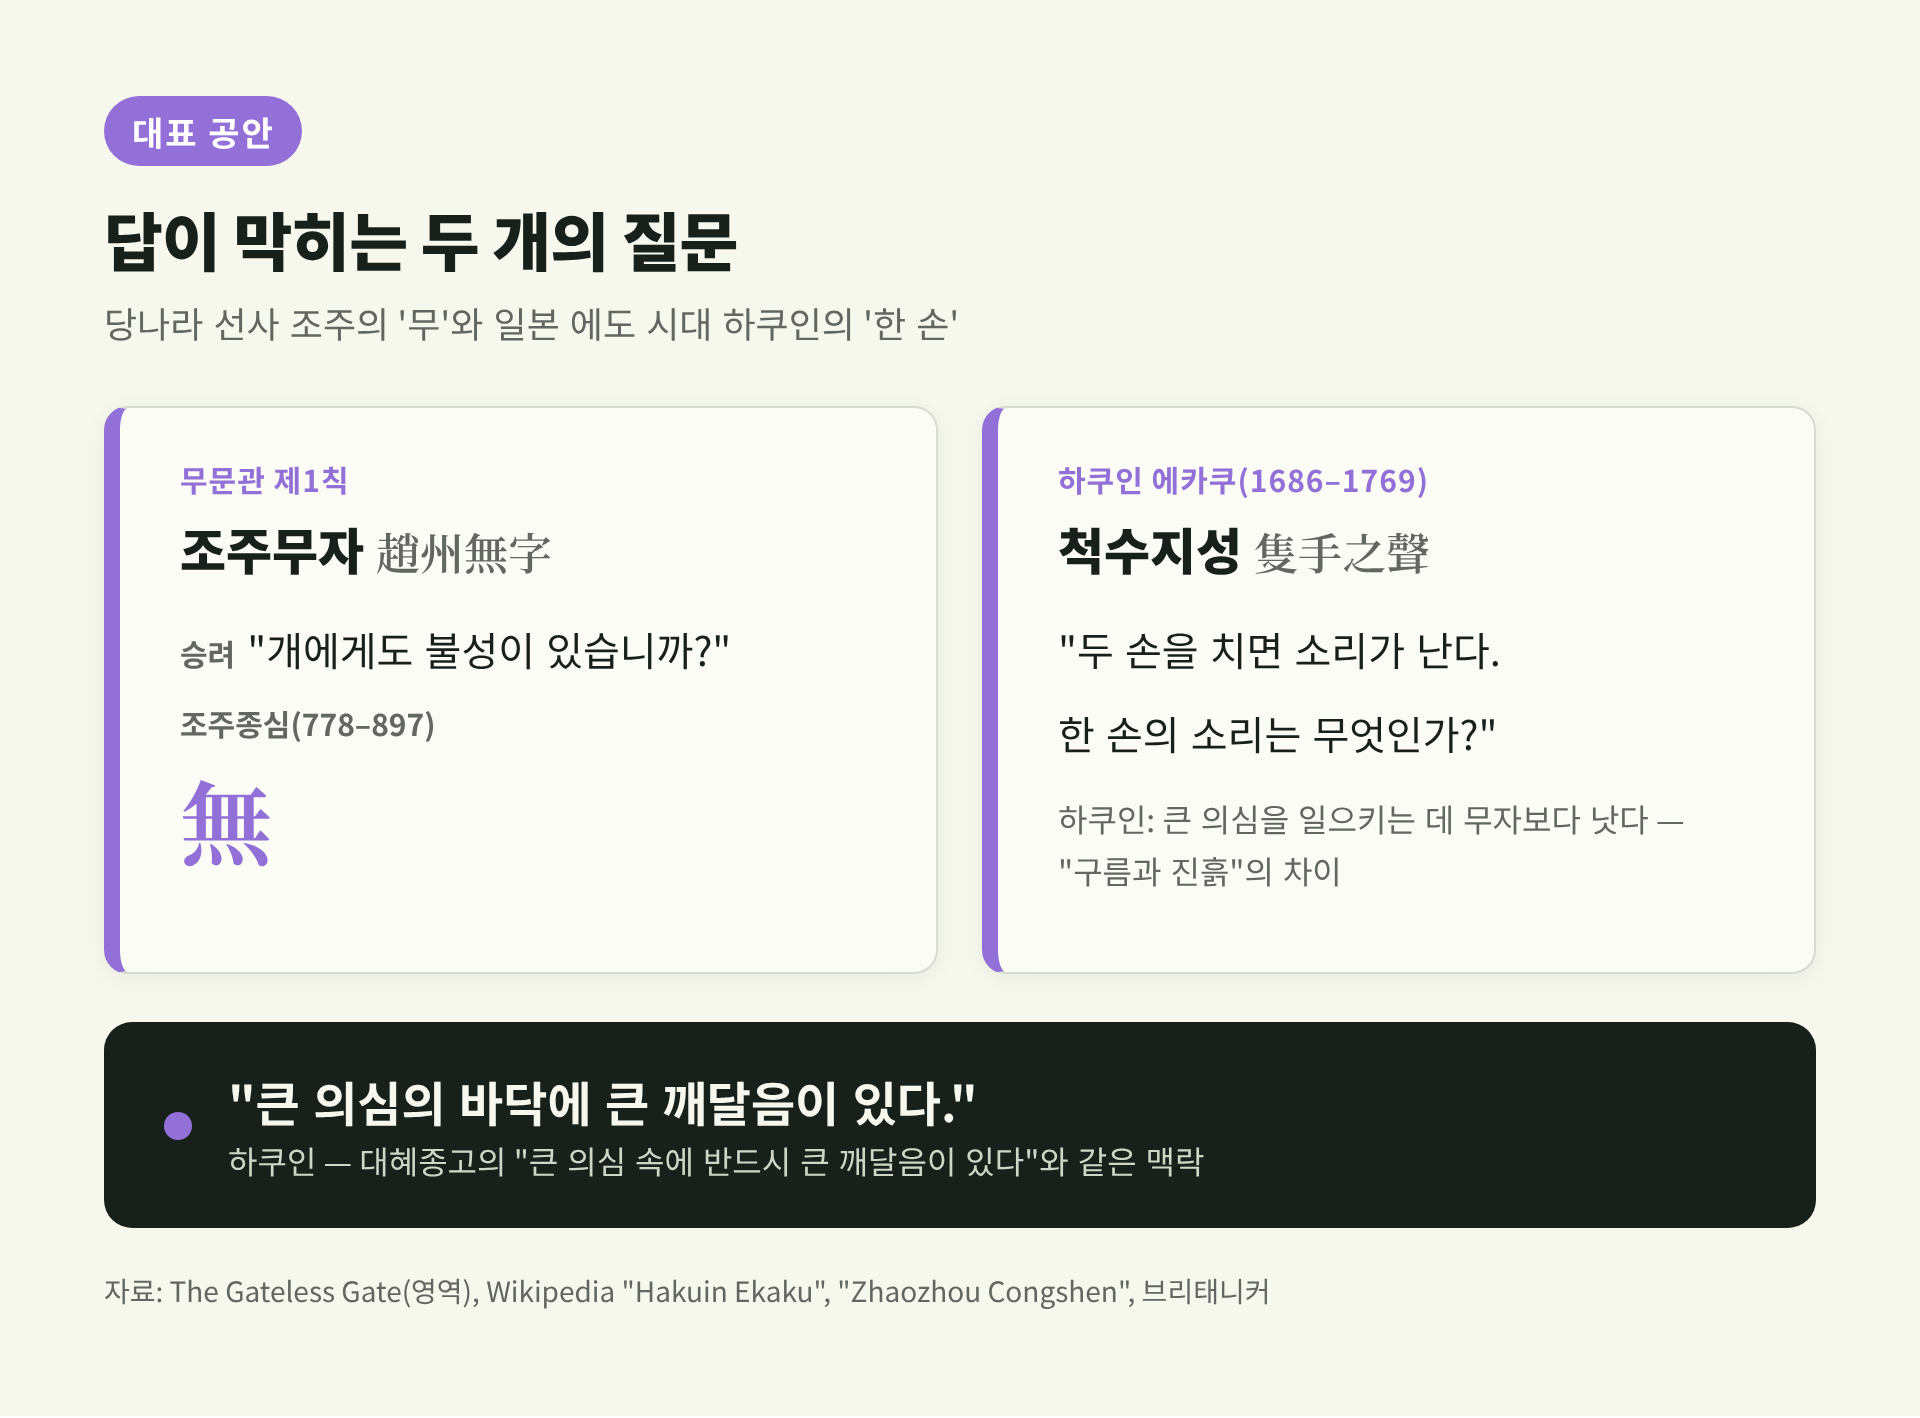 대표 공안
답이 막히는 두 개의 질문
당나라 선사 조주의 '무'와 일본 에도 시대 하쿠인의 '한 손'
무문관 제1칙
조주무자 趙州無字
승려 "개에게도 불성이 있습니까?"
조주종심(778–897)
無
하쿠인 에카쿠(1686–1769)
척수지성 隻手之聲
"두 손을 치면 소리가 난다.
한 손의 소리는 무엇인가?"
하쿠인: 큰 의심을 일으키는 데 무자보다 낫다 —
"구름과 진흙"의 차이
"큰 의심의 바닥에 큰 깨달음이 있다."
하쿠인 — 대혜종고의 "큰 의심 속에 반드시 큰 깨달음이 있다"와 같은 맥락
자료: The Gateless Gate(영역), Wikipedia "Hakuin Ekaku", "Zhaozhou Congshen", 브리태니커